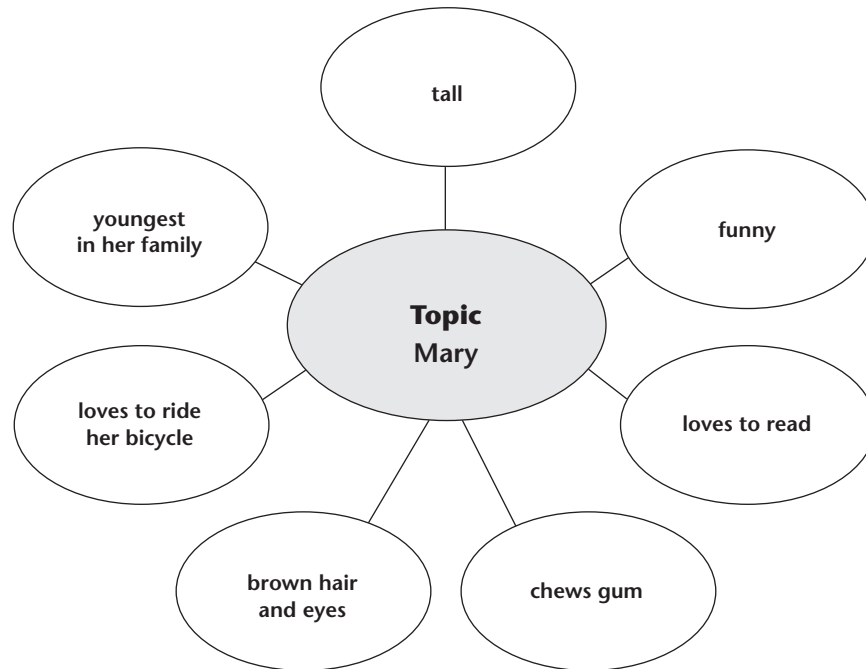 tall
youngest
in her family
funny
Topic
Mary
loves to ride
her bicycle
loves to read
brown hair
and eyes
chews gum